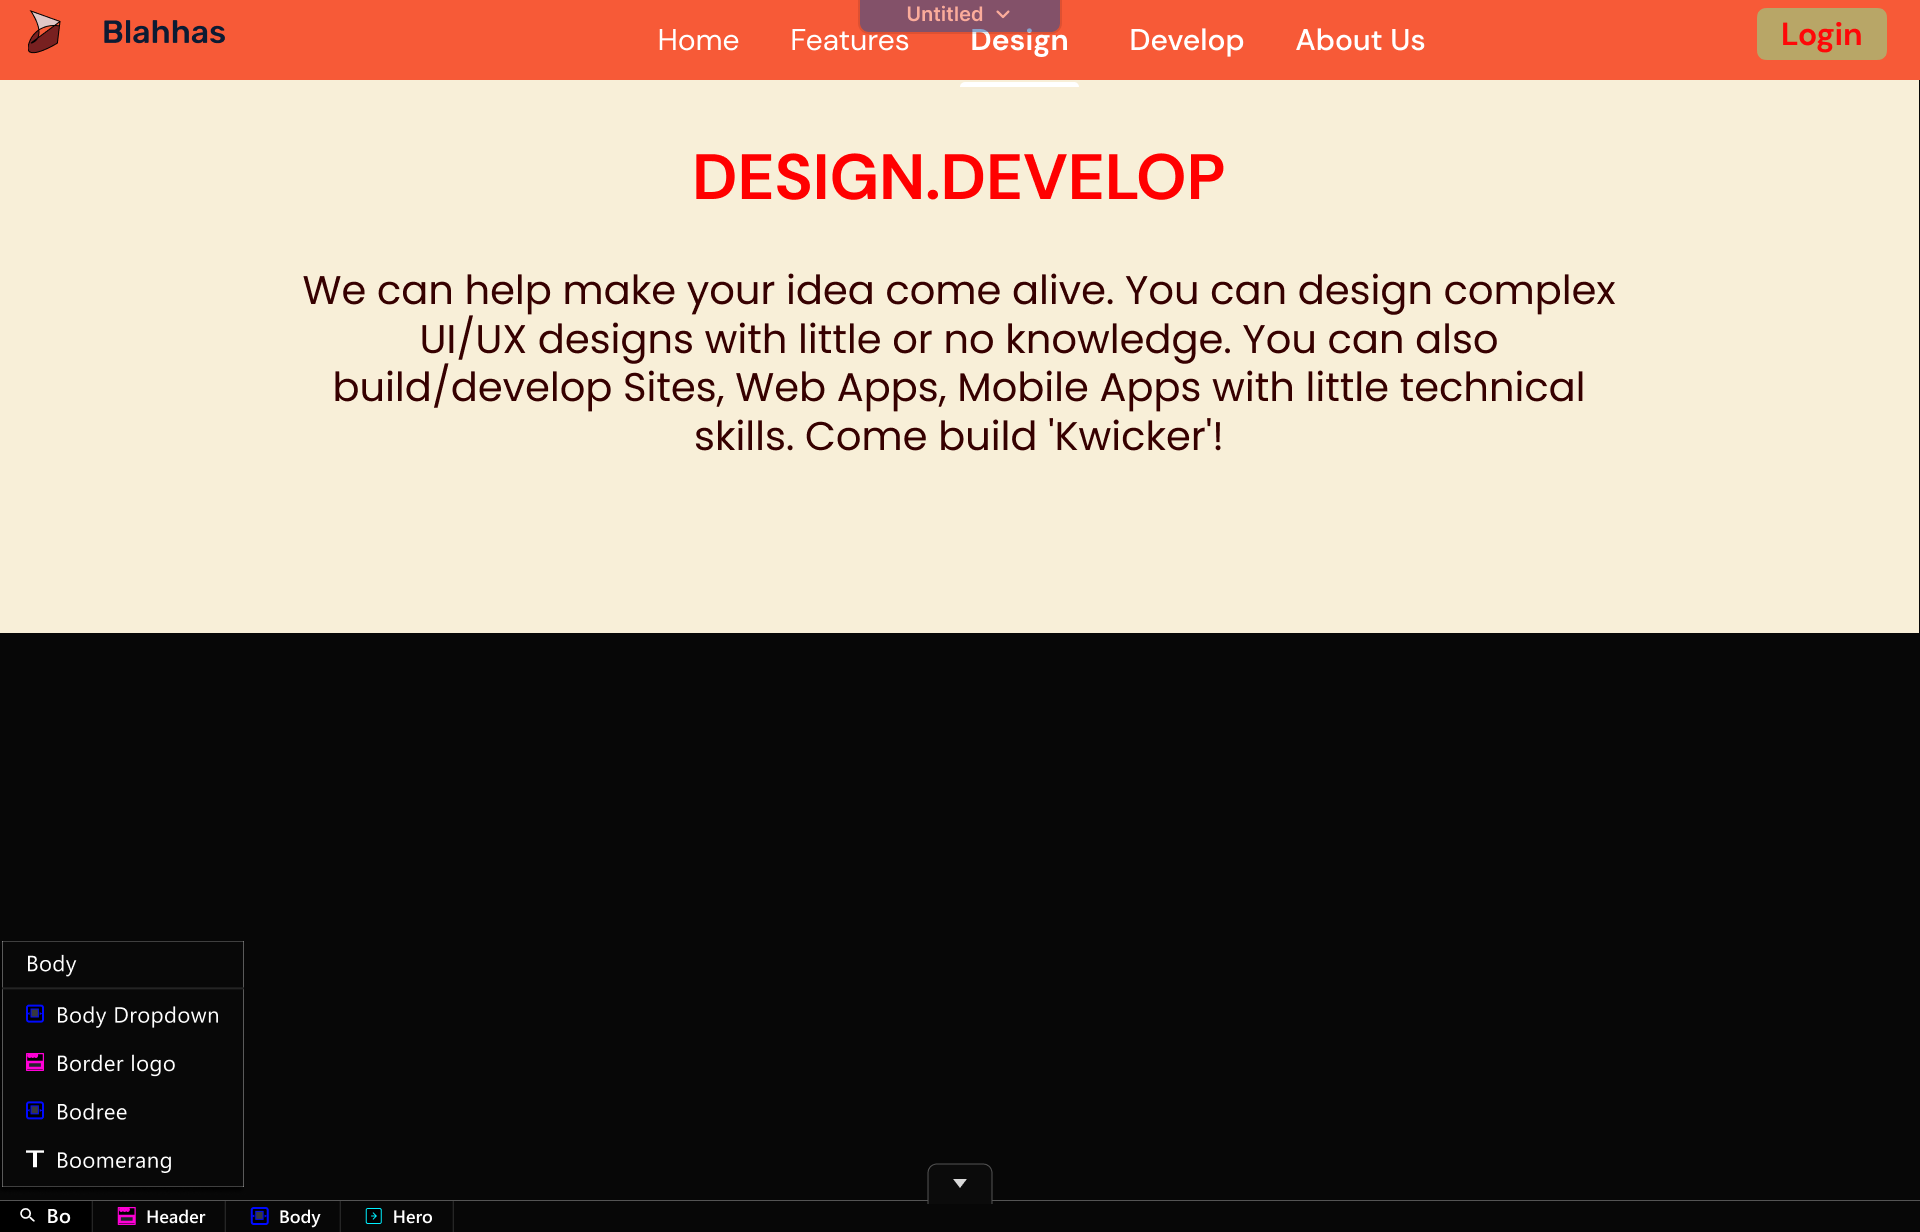 Blahhas
Untitled
Home Features Design Develop About Us
Login
DESIGN.DEVELOP
We can help make your idea come alive. You can design complex
UI/UX designs with little or no knowledge. You can also
build/develop Sites, Web Apps, Mobile Apps with little technical
skills. Come build 'Kwicker'!
Body
Body Dropdown
Border logo
Bodree
Boomerang
Bo Header Body Hero